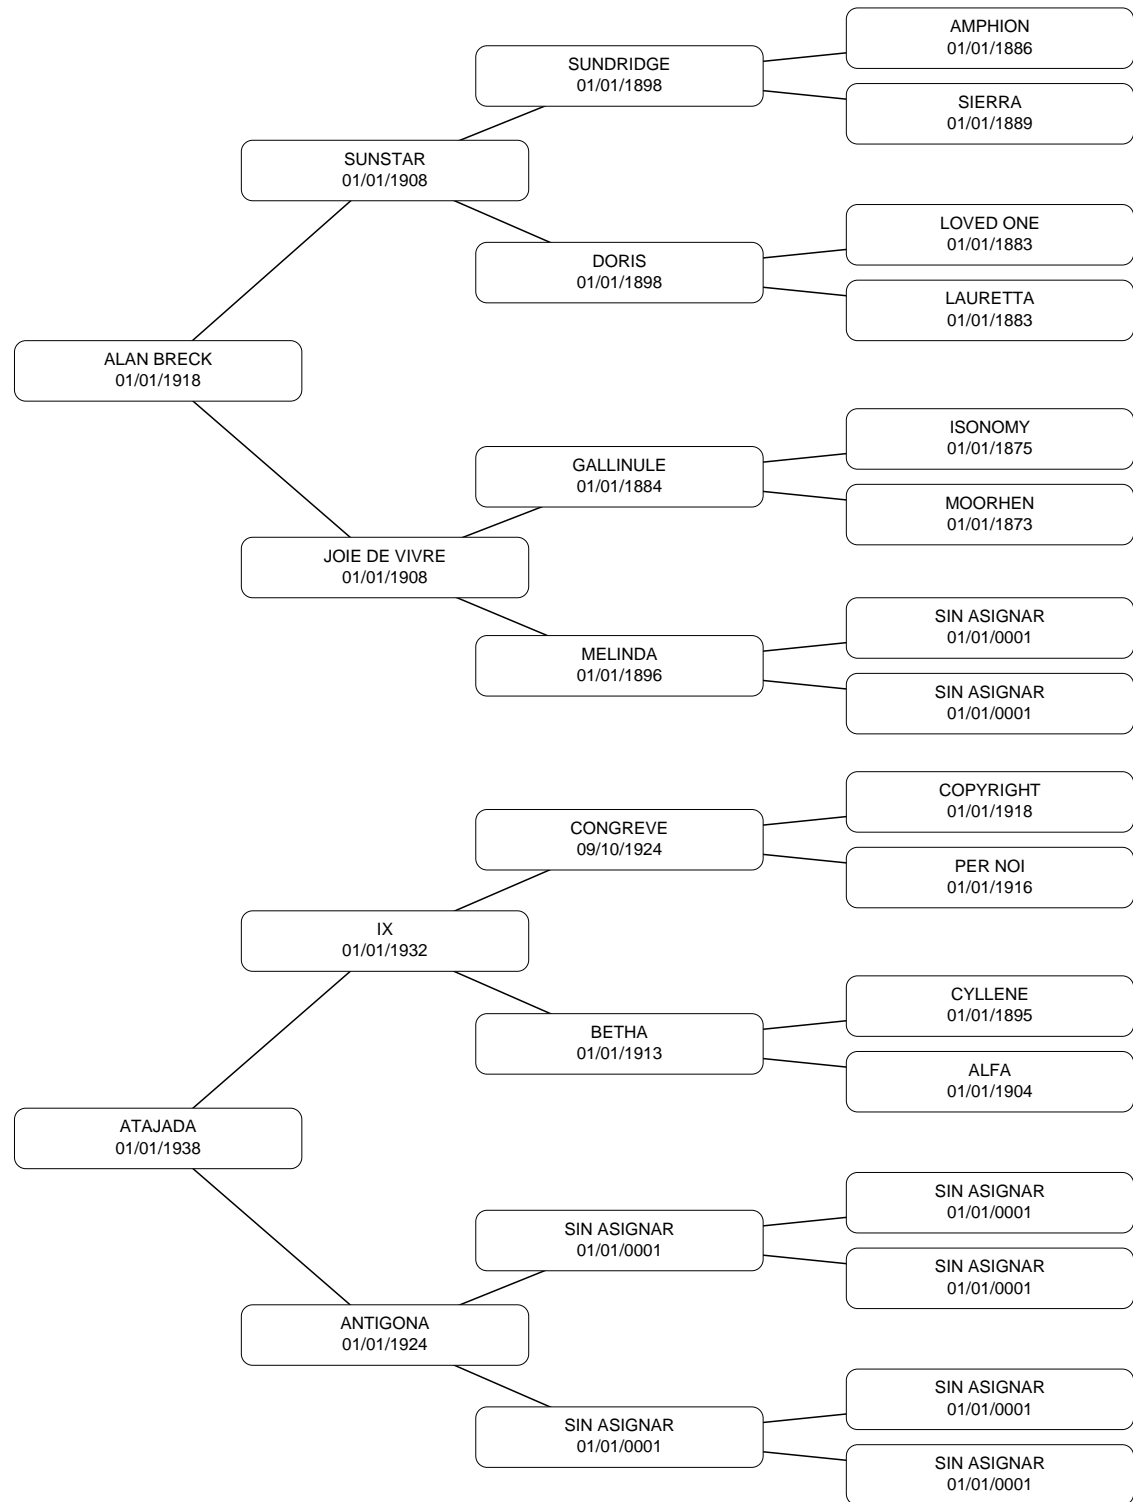 AMPHION
01/01/1886
SUNDRIDGE
01/01/1898
SIERRA
01/01/1889
SUNSTAR
01/01/1908
LOVED ONE
01/01/1883
DORIS
01/01/1898
LAURETTA
01/01/1883
ALAN BRECK
01/01/1918
ISONOMY
01/01/1875
GALLINULE
01/01/1884
MOORHEN
01/01/1873
JOIE DE VIVRE
01/01/1908
SIN ASIGNAR
01/01/0001
MELINDA
01/01/1896
SIN ASIGNAR
01/01/0001
COPYRIGHT
01/01/1918
CONGREVE
09/10/1924
PER NOI
01/01/1916
IX
01/01/1932
CYLLENE
01/01/1895
BETHA
01/01/1913
ALFA
01/01/1904
ATAJADA
01/01/1938
SIN ASIGNAR
01/01/0001
SIN ASIGNAR
01/01/0001
SIN ASIGNAR
01/01/0001
ANTIGONA
01/01/1924
SIN ASIGNAR
01/01/0001
SIN ASIGNAR
01/01/0001
SIN ASIGNAR
01/01/0001